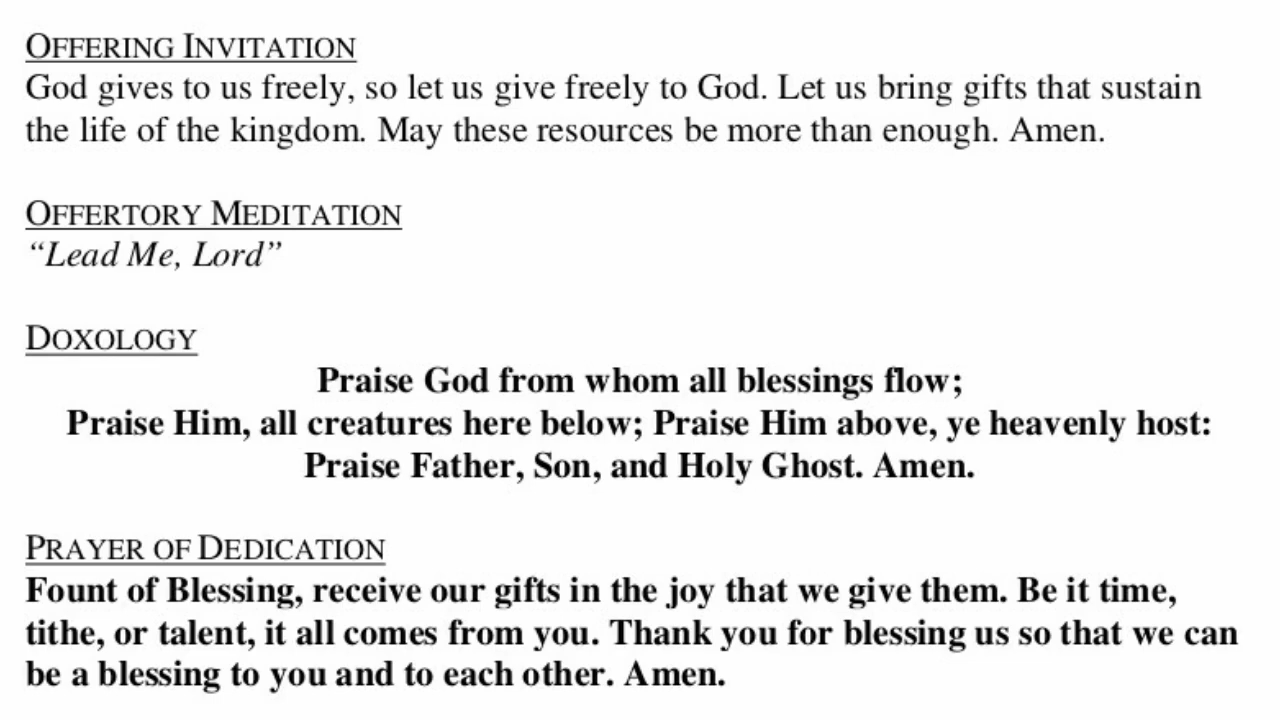 OFFERING INVITATION
God gives to us freely, so let us give freely to God. Let us bring gifts that sustain
the life of the kingdom. May these resources be more than enough. Amen.
OFFERTORY MEDITATION
“Lead Me, Lord”
DOXOLOGY
Praise God from whom all blessings flow;
Praise Him, all creatures here below; Praise Him above, ye heavenly host:
Praise Father, Son, and Holy Ghost. Amen.
PRAYER OF DEDICATION
Fount of Blessing, receive our gifts in the joy that we give them. Be it time,
tithe, or talent, it all comes from you. Thank you for blessing us so that we can
be a blessing to you and to each other. Amen.